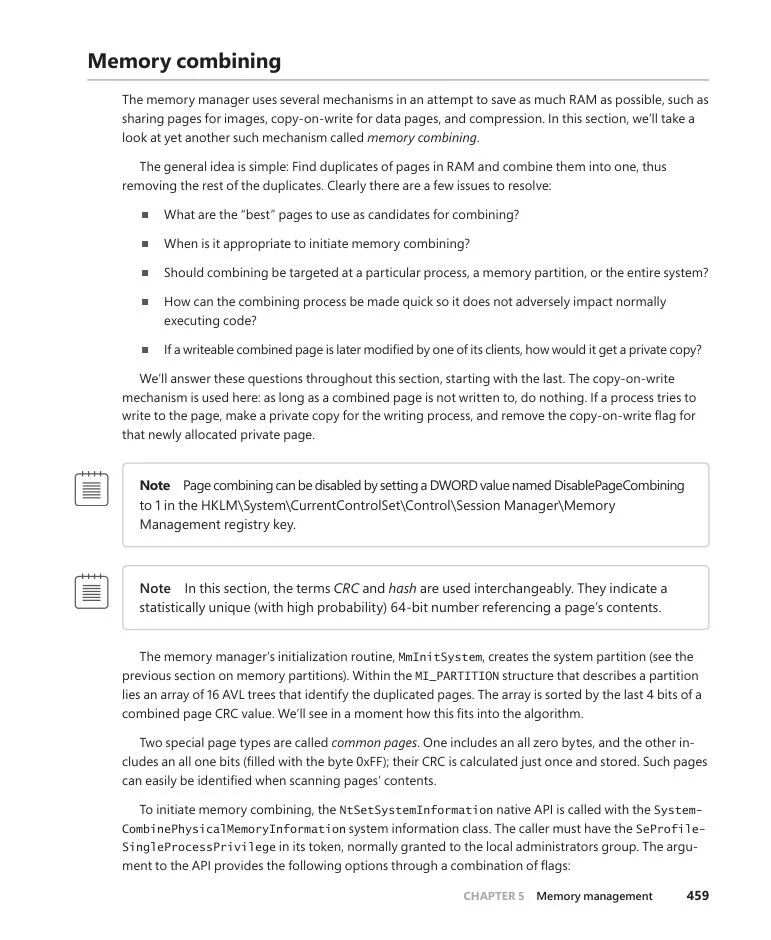 Memory combining
The memory manager uses several mechanisms in an attempt to save as much RAM as possible, such as
sharing pages for images, copy-on-write for data pages, and compression. In this section, we’ll take a
look at yet another such mechanism called memory combining.
The general idea is simple: Find duplicates of pages in RAM and combine them into one, thus
removing the rest of the duplicates. Clearly there are a few issues to resolve:
■ What are the “best” pages to use as candidates for combining?
■ When is it appropriate to initiate memory combining?
■ Should combining be targeted at a particular process, a memory partition, or the entire system?
■ How can the combining process be made quick so it does not adversely impact normally
executing code?
■ If a writeable combined page is later modified by one of its clients, how would it get a private copy?
We’ll answer these questions throughout this section, starting with the last. The copy-on-write
mechanism is used here: as long as a combined page is not written to, do nothing. If a process tries to
write to the page, make a private copy for the writing process, and remove the copy-on-write flag for
that newly allocated private page.
Note Page combining can be disabled by setting a DWORD value named DisablePageCombining
to 1 in the HKLM\System\CurrentControlSet\Control\Session Manager\Memory
Management registry key.
Note In this section, the terms CRC and hash are used interchangeably. They indicate a
statistically unique (with high probability) 64-bit number referencing a page’s contents.
The memory manager’s initialization routine, MmInitSystem, creates the system partition (see the
previous section on memory partitions). Within the MI_PARTITION structure that describes a partition
lies an array of 16 AVL trees that identify the duplicated pages. The array is sorted by the last 4 bits of a
combined page CRC value. We’ll see in a moment how this fits into the algorithm.
Two special page types are called common pages. One includes an all zero bytes, and the other in-
cludes an all one bits (filled with the byte 0xFF); their CRC is calculated just once and stored. Such pages
can easily be identified when scanning pages’ contents.
To initiate memory combining, the NtSetSystemInformation native API is called with the System-
CombinePhysicalMemoryInformation system information class. The caller must have the SeProfile-
SingleProcessPrivilege in its token, normally granted to the local administrators group. The argu-
ment to the API provides the following options through a combination of flags:
CHAPTER 5 Memory management 459